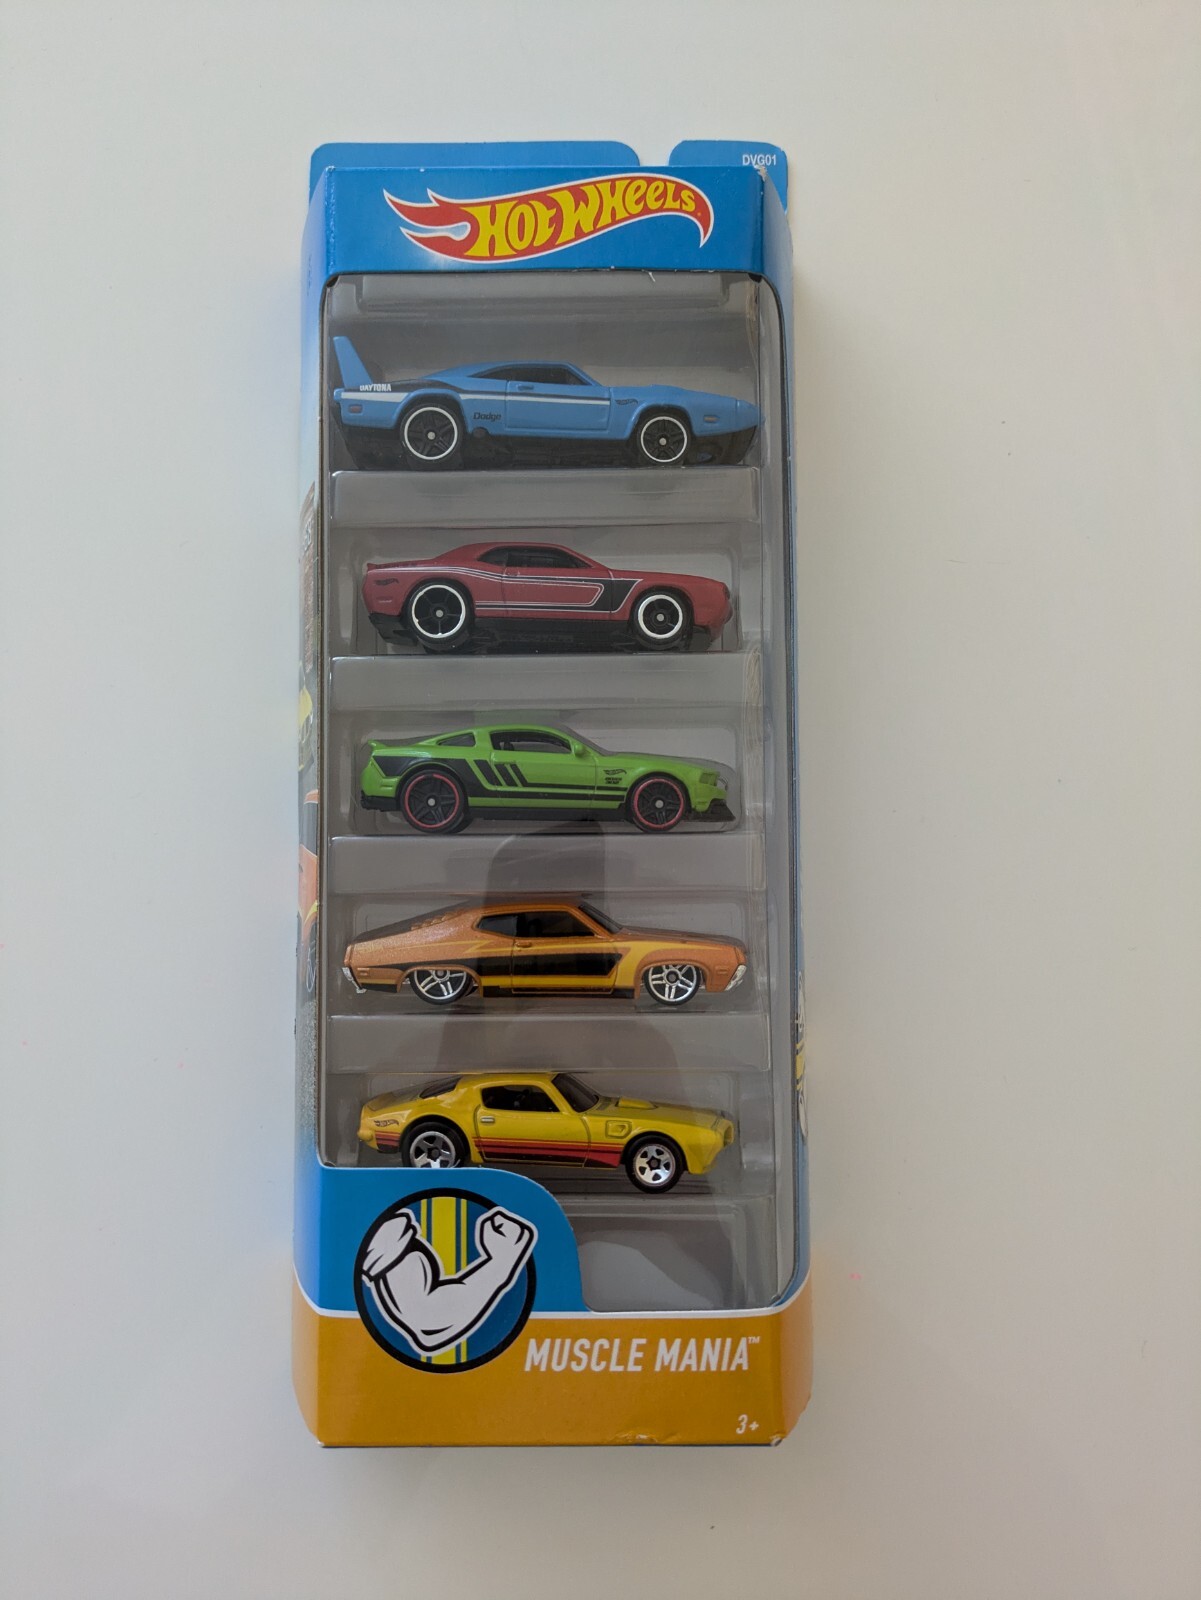 DVG01
HOT WHEELS
DAYTONA
Dodge
MUSCLE MANIA™
3+